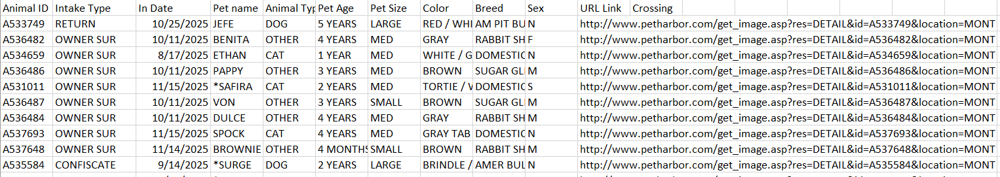 Animal ID Intake Type In Date Pet name Animal Typ Pet Age Pet Size Color Breed Sex URL Link Crossing
A533749 RETURN 10/25/2025 JEFE DOG 5 YEARS LARGE RED / WHI AM PIT BU N http://www.petharbor.com/get_image.asp?res=DETAIL&id=A533749&location=MONT
A536482 OWNER SUR 10/11/2025 BENITA OTHER 4 YEARS MED GRAY RABBIT SH F http://www.petharbor.com/get_image.asp?res=DETAIL&id=A536482&location=MONT
A534659 OWNER SUR 8/17/2025 ETHAN CAT 1 YEAR MED WHITE / G DOMESTIC N http://www.petharbor.com/get_image.asp?res=DETAIL&id=A534659&location=MONT
A536486 OWNER SUR 10/11/2025 PAPPY OTHER 3 YEARS MED BROWN SUGAR GLI M http://www.petharbor.com/get_image.asp?res=DETAIL&id=A536486&location=MONT
A531011 OWNER SUR 11/15/2025 *SAFIRA CAT 2 YEARS MED TORTIE / W DOMESTIC S http://www.petharbor.com/get_image.asp?res=DETAIL&id=A531011&location=MONT
A536487 OWNER SUR 10/11/2025 VON OTHER 3 YEARS SMALL BROWN SUGAR GLI M http://www.petharbor.com/get_image.asp?res=DETAIL&id=A536487&location=MONT
A536484 OWNER SUR 10/11/2025 DULCE OTHER 4 YEARS MED GRAY RABBIT SH M http://www.petharbor.com/get_image.asp?res=DETAIL&id=A536484&location=MONT
A537693 OWNER SUR 11/15/2025 SPOCK CAT 4 YEARS MED GRAY TAB DOMESTIC N http://www.petharbor.com/get_image.asp?res=DETAIL&id=A537693&location=MONT
A537648 OWNER SUR 11/14/2025 BROWNIE OTHER 4 MONTHS SMALL BROWN RABBIT SH M http://www.petharbor.com/get_image.asp?res=DETAIL&id=A537648&location=MONT
A535584 CONFISCATE 9/14/2025 *SURGE DOG 2 YEARS LARGE BRINDLE / AMER BUL N http://www.petharbor.com/get_image.asp?res=DETAIL&id=A535584&location=MONT